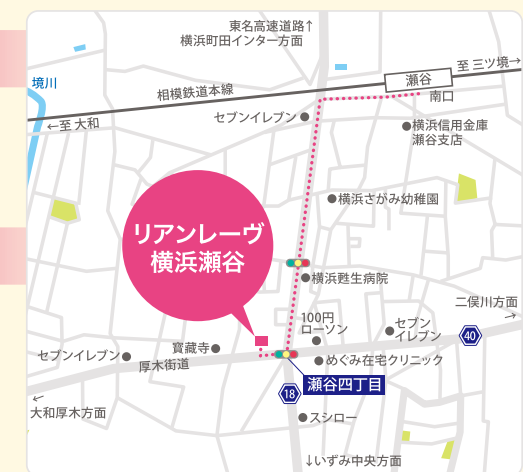 東名高速道路↑
横浜町田インター方面
至 三ツ境→
瀬谷
境川
相模鉄道本線
南口
セブンイレブン
←至 大和
横浜信用金庫
瀬谷支店
横浜さがみ幼稚園
リアンレーヴ
横浜瀬谷
横浜甦生病院
二俣川方面
→
100円
ローソン
セブン
イレブン
40
寶蔵寺
セブンイレブン
厚木街道
めぐみ在宅クリニック
瀬谷四丁目
18
←
大和厚木方面
スシロー
↓いずみ中央方面